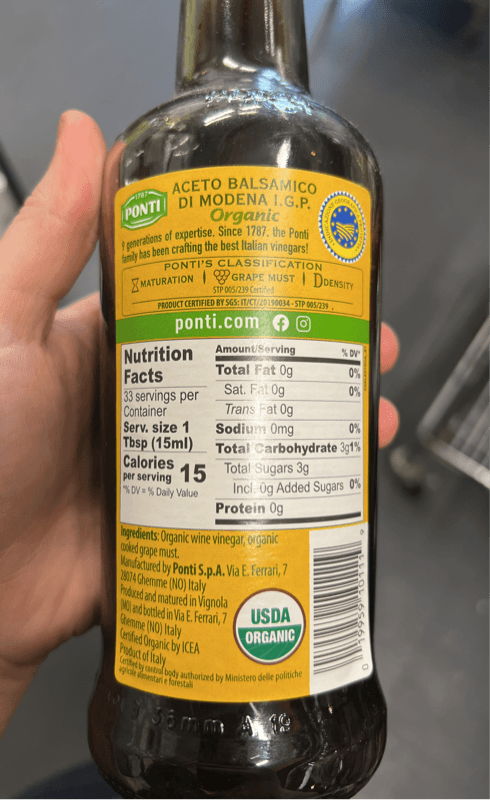 1787
PONTI
ACETO BALSAMICO
DI MODENA I.G.P.
Organic
9 generations of expertise. Since 1787, the Ponti
family has been crafting the best Italian vinegars!
PONTI'S CLASSIFICATION
MATURATION | GRAPE MUST | DENSITY
STP 005/239 Certified
PRODUCT CERTIFIED BY SGS: IT/CT/20190034 - STP 005/239
ponti.com
Nutrition
Facts
33 servings per
Container
Serv. size 1
Tbsp (15ml)
Calories
per serving 15
*% DV = % Daily Value
Amount/Serving % DV*
Total Fat 0g 0%
Sat. Fat 0g 0%
Trans Fat 0g
Sodium 0mg 0%
Total Carbohydrate 3g 1%
Total Sugars 3g
Incl. 0g Added Sugars 0%
Protein 0g
Ingredients: Organic wine vinegar, organic
cooked grape must.
Manufactured by Ponti S.p.A. Via E. Ferrari, 7
28074 Ghemme (NO) Italy
Produced and matured in Vignola
(MO) and bottled in Via E. Ferrari, 7
Ghemme (NO) Italy
Certified Organic by ICEA
Product of Italy
Certified by control body authorized by Ministero delle politiche
agricole alimentari e forestali
USDA
ORGANIC